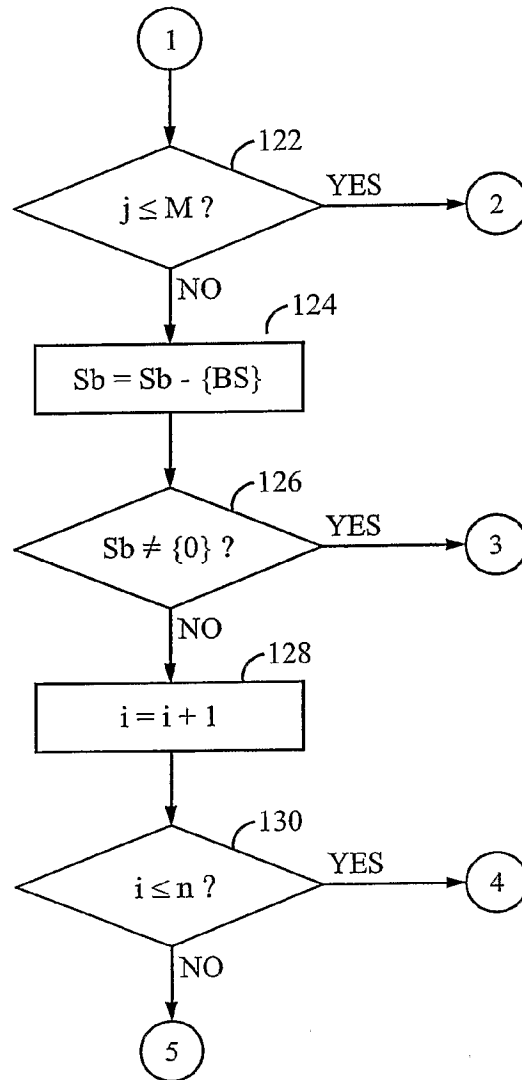 1
122
j ≤ M ?
YES
2
NO
124
Sb = Sb - {BS}
126
Sb ≠ {0} ?
YES
3
NO
128
i = i + 1
130
i ≤ n ?
YES
4
NO
5